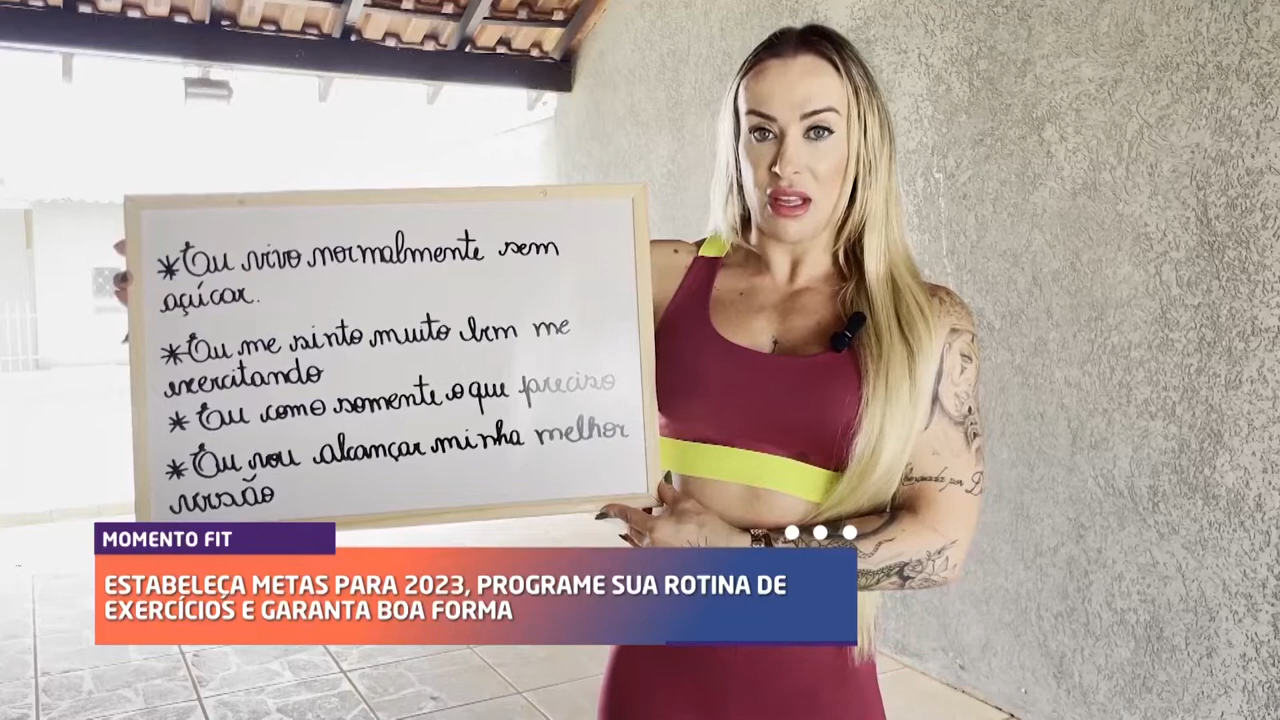 *Eu vivo normalmente sem
açúcar.
*Eu me sinto muito bem me
exercitando
*Eu como somente o que preciso
*Eu vou alcançar minha melhor
versão
MOMENTO FIT
ESTABELEÇA METAS PARA 2023, PROGRAME SUA ROTINA DE
EXERCÍCIOS E GARANTA BOA FORMA